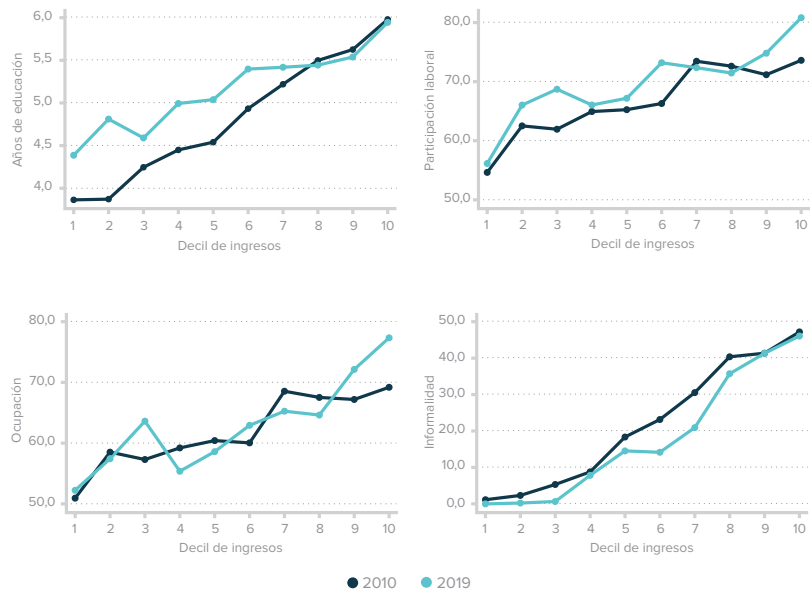 Años de educación
6,0
5,5
5,0
4,5
4,0
1 2 3 4 5 6 7 8 9 10
Decil de ingresos
Participación laboral
80,0
70,0
60,0
50,0
1 2 3 4 5 6 7 8 9 10
Decil de ingresos
Ocupación
80,0
70,0
60,0
50,0
1 2 3 4 5 6 7 8 9 10
Decil de ingresos
Informalidad
50,0
40,0
30,0
20,0
10,0
0,0
1 2 3 4 5 6 7 8 9 10
Decil de ingresos
2010 2019